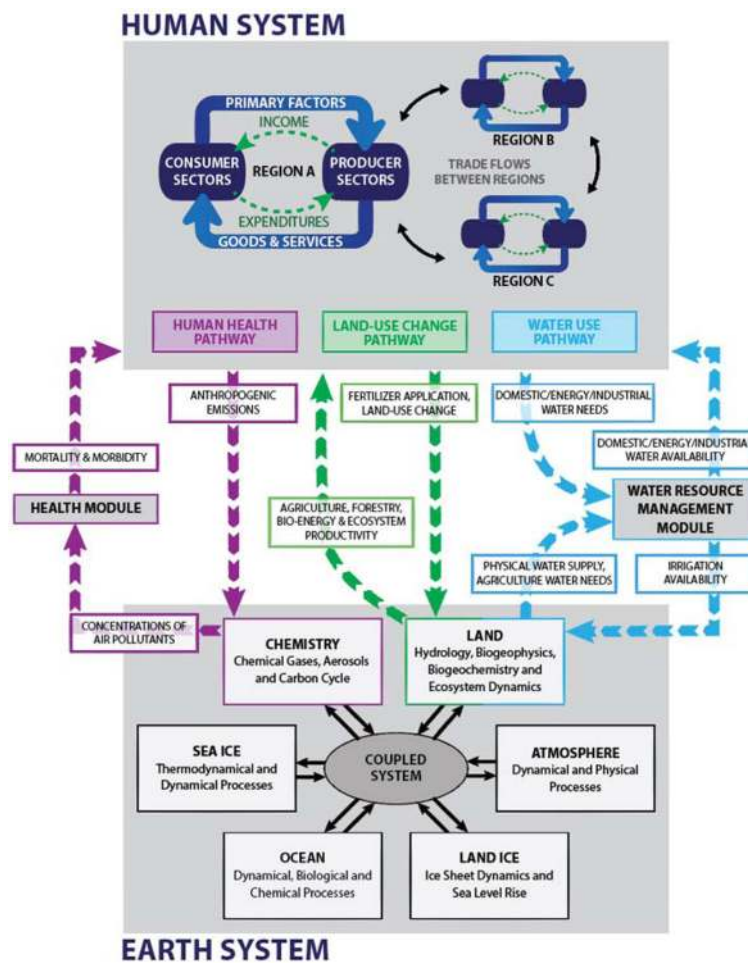 HUMAN SYSTEM
PRIMARY FACTORS
INCOME
CONSUMER
SECTORS
REGION A
PRODUCER
SECTORS
EXPENDITURES
GOODS & SERVICES
REGION B
TRADE FLOWS
BETWEEN REGIONS
REGION C
HUMAN HEALTH
PATHWAY
LAND-USE CHANGE
PATHWAY
WATER USE
PATHWAY
ANTHROPOGENIC
EMISSIONS
FERTILIZER APPLICATION,
LAND-USE CHANGE
DOMESTIC/ENERGY/INDUSTRIAL
WATER NEEDS
MORTALITY & MORBIDITY
DOMESTIC/ENERGY/INDUSTRIAL
WATER AVAILABILITY
HEALTH MODULE
AGRICULTURE, FORESTRY,
BIO-ENERGY & ECOSYSTEM
PRODUCTIVITY
WATER RESOURCE
MANAGEMENT
MODULE
PHYSICAL WATER SUPPLY,
AGRICULTURE WATER NEEDS
IRRIGATION
AVAILABILITY
CONCENTRATIONS OF
AIR POLLUTANTS
CHEMISTRY
Chemical Gases, Aerosols
and Carbon Cycle
LAND
Hydrology, Biogeophysics,
Biogeochemistry and
Ecosystem Dynamics
SEA ICE
Thermodynamical and
Dynamical Processes
COUPLED
SYSTEM
ATMOSPHERE
Dynamical and Physical
Processes
OCEAN
Dynamical, Biological and
Chemical Processes
LAND ICE
Ice Sheet Dynamics and
Sea Level Rise
EARTH SYSTEM